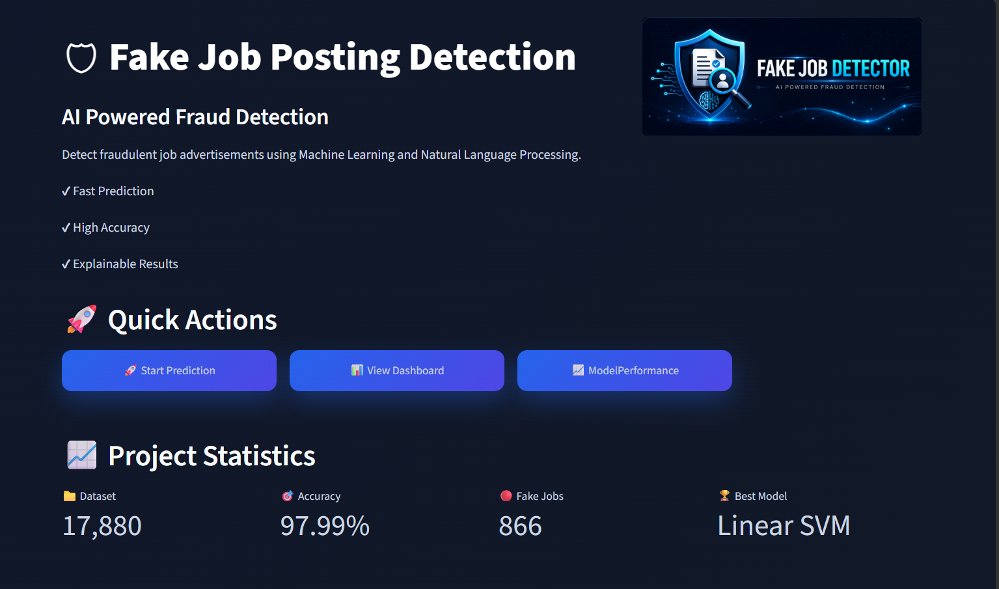 Fake Job Posting Detection
FAKE JOB DETECTOR
AI POWERED FRAUD DETECTION
AI Powered Fraud Detection
Detect fraudulent job advertisements using Machine Learning and Natural Language Processing.
✓ Fast Prediction
✓ High Accuracy
✓ Explainable Results
🚀 Quick Actions
🚀 Start Prediction
📊 View Dashboard
📈 ModelPerformance
📈 Project Statistics
📁 Dataset
17,880
🎯 Accuracy
97.99%
🔴 Fake Jobs
866
🏆 Best Model
Linear SVM